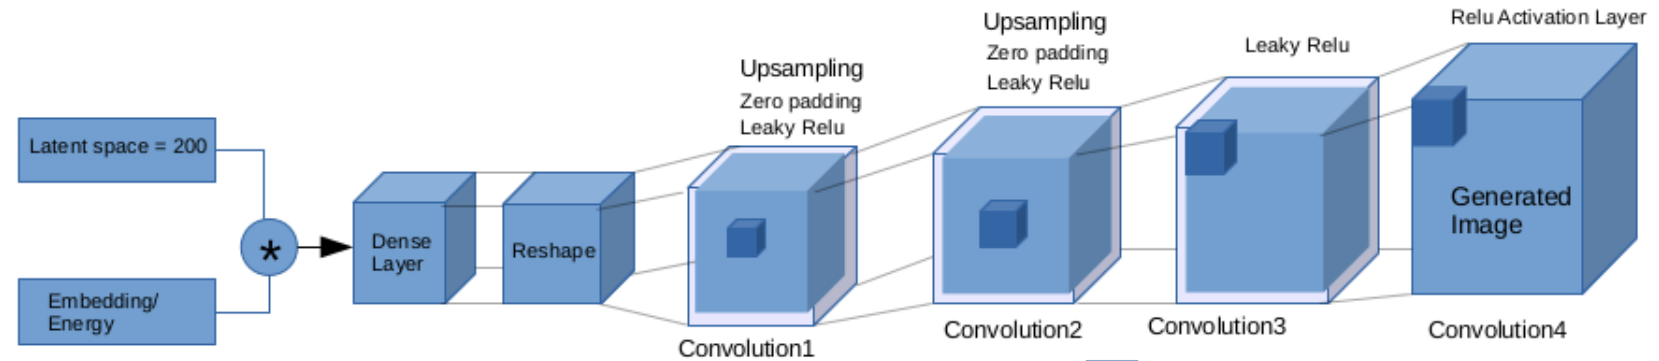 Latent space = 200
Embedding/
Energy
*
Dense
Layer
Reshape
Upsampling
Zero padding
Leaky Relu
Convolution1
Upsampling
Zero padding
Leaky Relu
Convolution2
Leaky Relu
Convolution3
Relu Activation Layer
Generated
Image
Convolution4